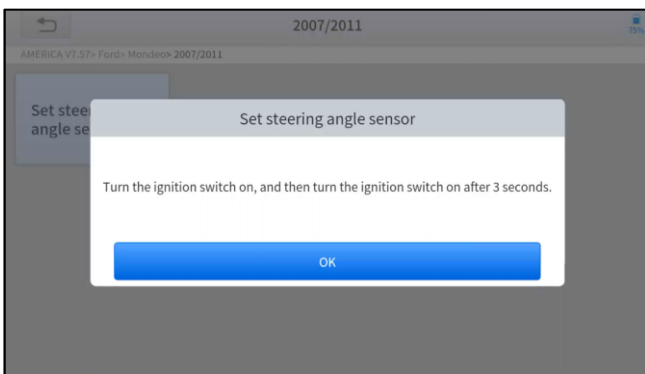 2007/2011
75%
AMERICA V7.57> Ford> Mondeo> 2007/2011
Set stee
angle se
Set steering angle sensor
Turn the ignition switch on, and then turn the ignition switch on after 3 seconds.
OK